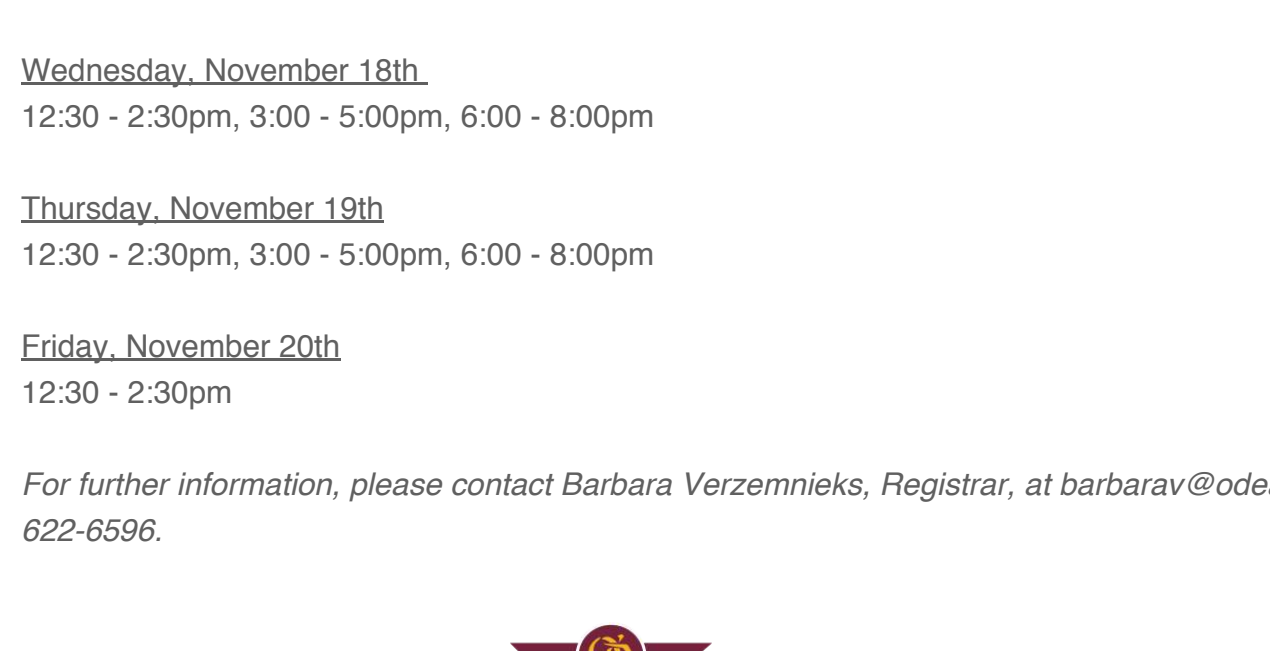 Wednesday, November 18th
12:30 - 2:30pm, 3:00 - 5:00pm, 6:00 - 8:00pm
Thursday, November 19th
12:30 - 2:30pm, 3:00 - 5:00pm, 6:00 - 8:00pm
Friday, November 20th
12:30 - 2:30pm
For further information, please contact Barbara Verzemnieks, Registrar, at
622-6596.